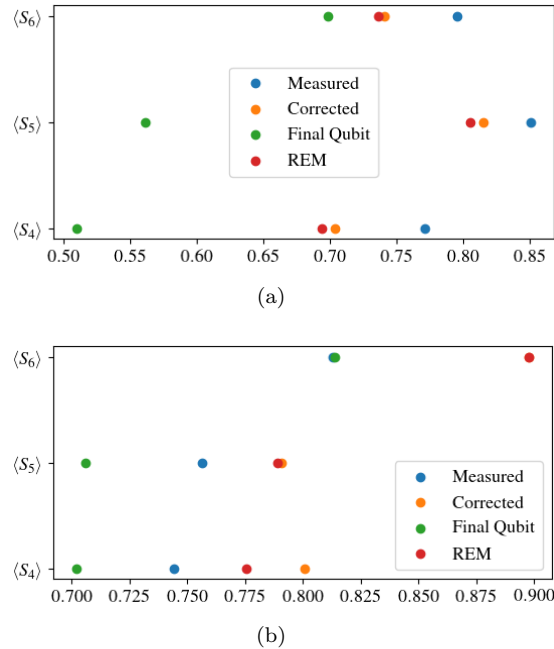 ⟨S₆⟩
⟨S₅⟩
⟨S₄⟩
Measured
Corrected
Final Qubit
REM
0.50 0.55 0.60 0.65 0.70 0.75 0.80 0.85
(a)
⟨S₆⟩
⟨S₅⟩
⟨S₄⟩
Measured
Corrected
Final Qubit
REM
0.700 0.725 0.750 0.775 0.800 0.825 0.850 0.875 0.900
(b)